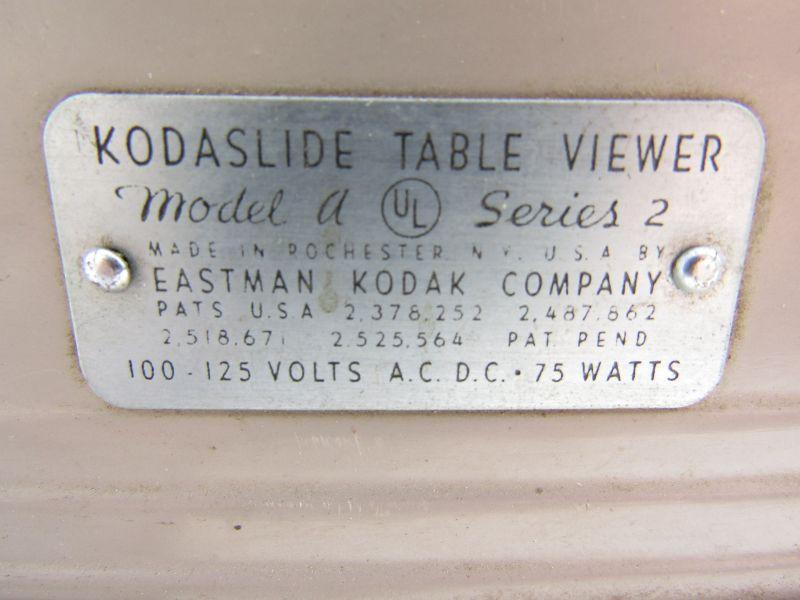 KODASLIDE TABLE VIEWER
Model A UL Series 2
MADE IN ROCHESTER N.Y. U.S.A BY
EASTMAN KODAK COMPANY
PATS U.S.A 2,378,252 2,487,862
2,518,671 2,525,564 PAT. PEND
100-125 VOLTS A.C. D.C. • 75 WATTS